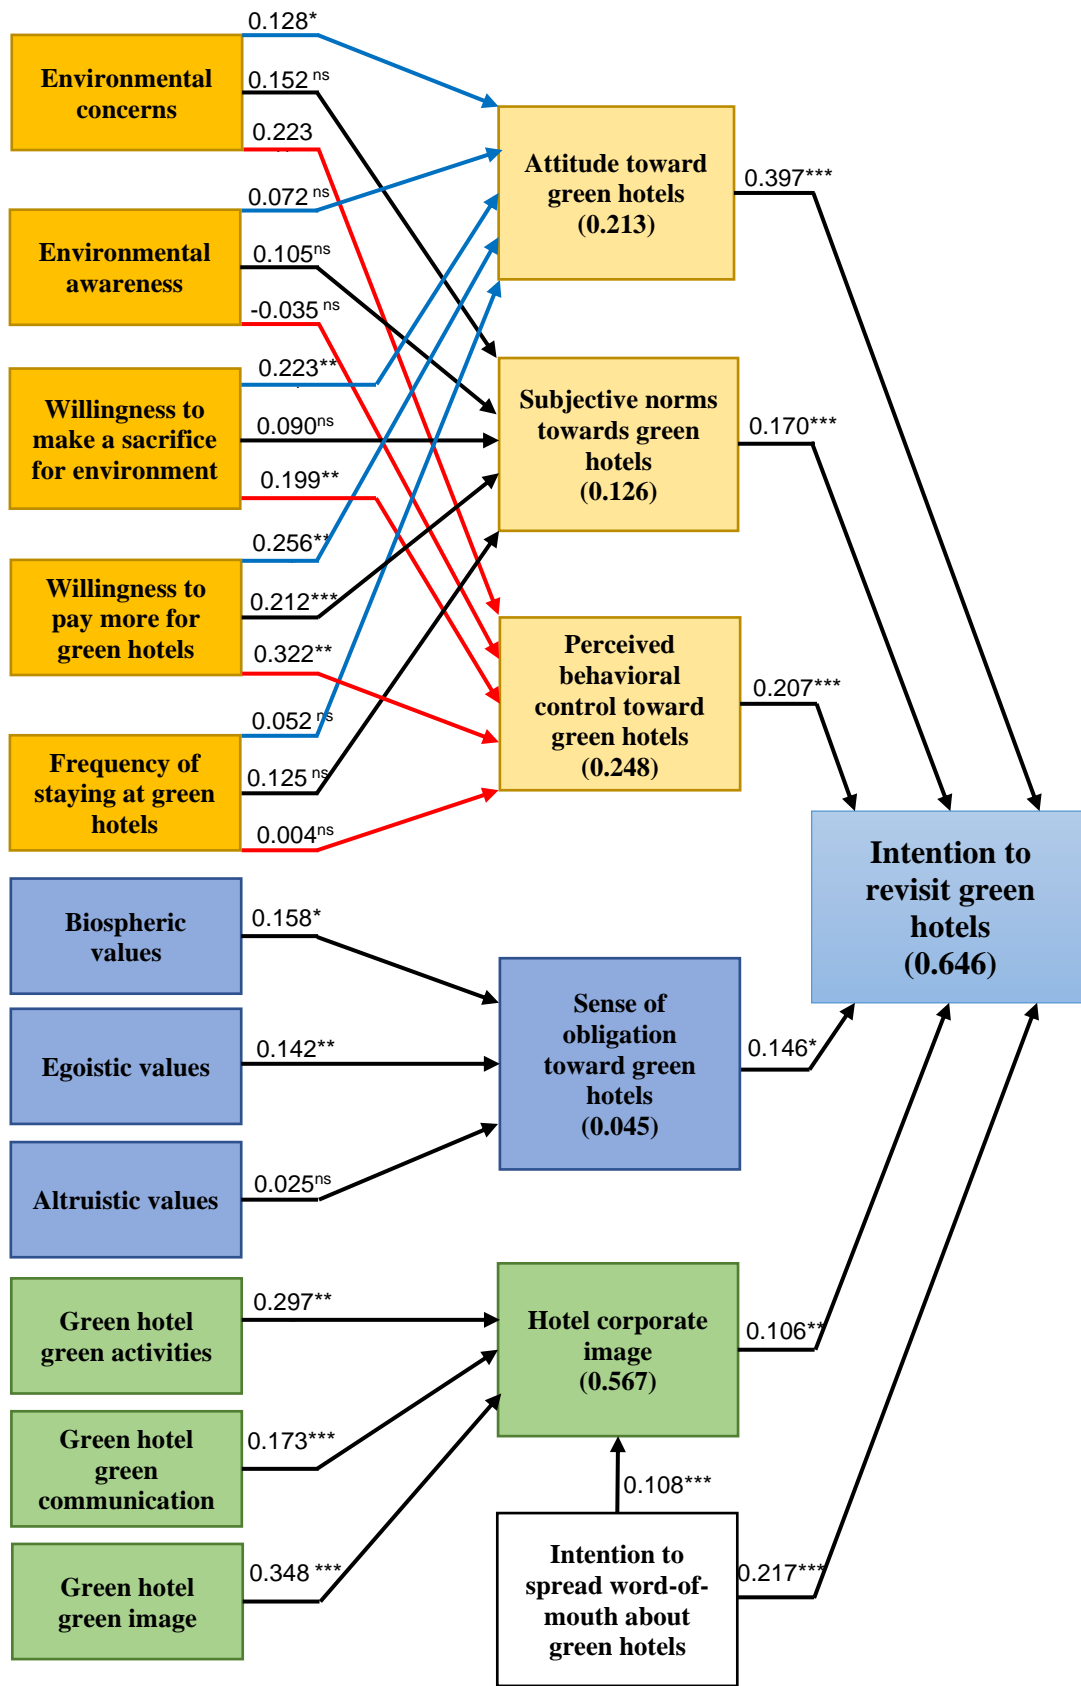 0.128*
Environmental
concerns
0.152 ns
0.223
0.072 ns
Environmental
awareness
0.105ns
-0.035 ns
0.223**
Willingness to
make a sacrifice
for environment
0.090ns
0.199**
0.256**
Willingness to
pay more for
green hotels
0.212***
0.322**
0.052 ns
Frequency of
staying at green
hotels
0.125 ns
0.004ns
Attitude toward
green hotels
(0.213)
0.397***
Subjective norms
towards green
hotels
(0.126)
0.170***
Perceived
behavioral
control toward
green hotels
(0.248)
0.207***
Intention to
revisit green
hotels
(0.646)
Biospheric
values
0.158*
Egoistic values
0.142**
Altruistic values
0.025ns
Sense of
obligation
toward green
hotels
(0.045)
0.146*
Green hotel
green activities
0.297**
Green hotel
green
communication
0.173***
Green hotel
green image
0.348 ***
Hotel corporate
image
(0.567)
0.106**
0.108***
Intention to
spread word-of-
mouth about
green hotels
0.217***